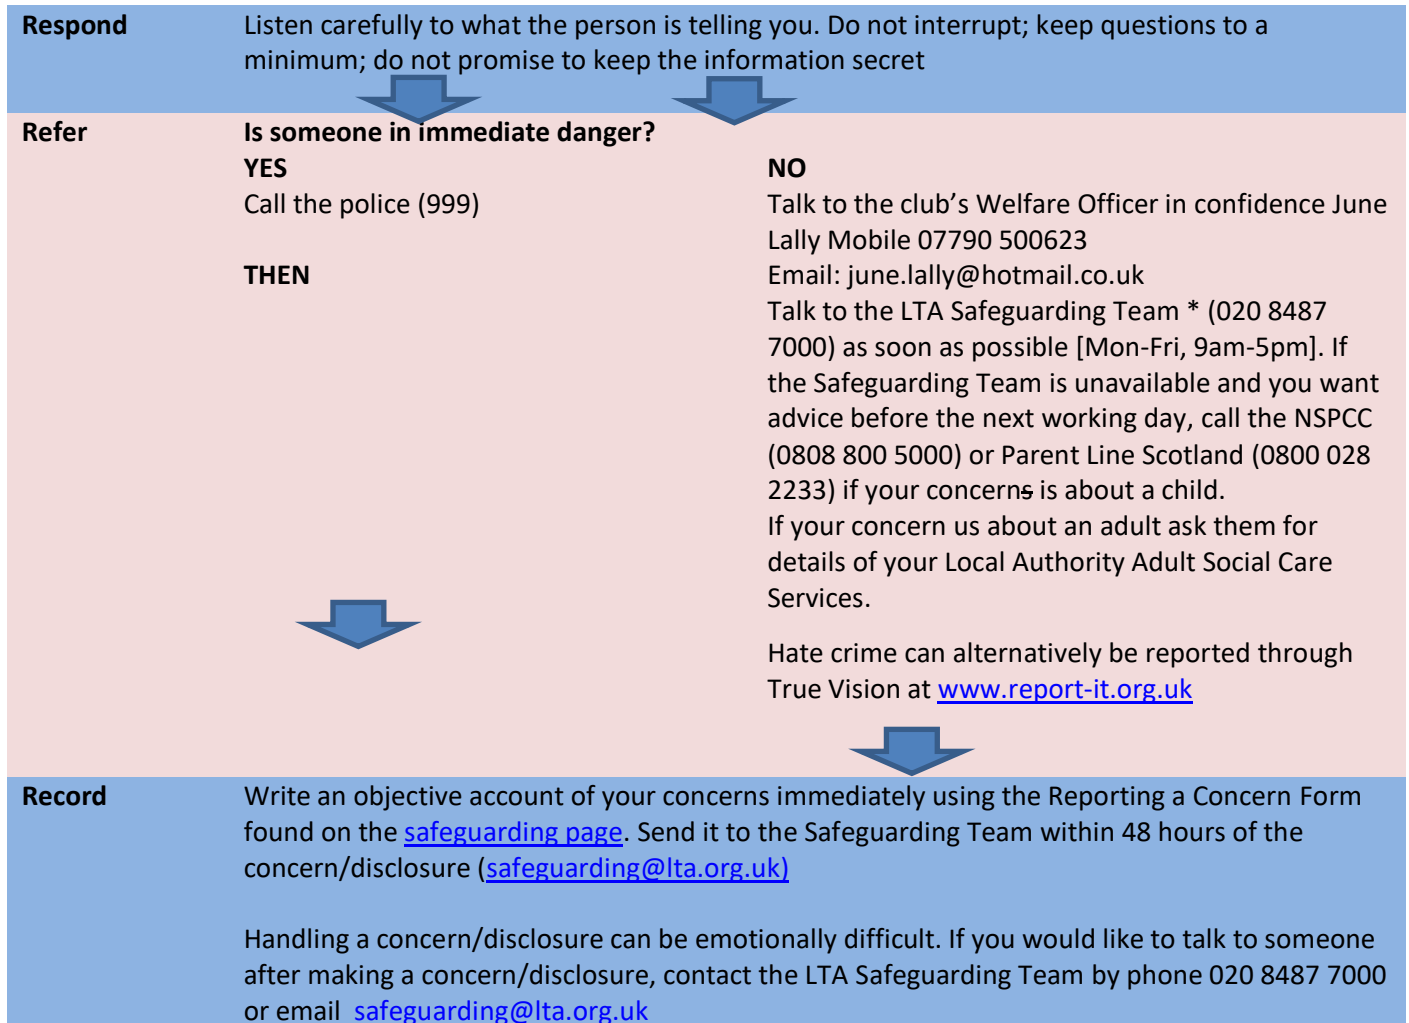 Respond
Listen carefully to what the person is telling you. Do not interrupt; keep questions to a
minimum; do not promise to keep the information secret
Refer
Is someone in immediate danger?
YES
Call the police (999)
THEN
NO
Talk to the club’s Welfare Officer in confidence June
Lally Mobile 07790 500623
Email: june.lally@hotmail.co.uk
Talk to the LTA Safeguarding Team * (020 8487
7000) as soon as possible [Mon-Fri, 9am-5pm]. If
the Safeguarding Team is unavailable and you want
advice before the next working day, call the NSPCC
(0808 800 5000) or Parent Line Scotland (0800 028
2233) if your concerns is about a child.
If your concern us about an adult ask them for
details of your Local Authority Adult Social Care
Services.
Hate crime can alternatively be reported through
True Vision at www.report-it.org.uk
Record
Write an objective account of your concerns immediately using the Reporting a Concern Form
found on the safeguarding page. Send it to the Safeguarding Team within 48 hours of the
concern/disclosure (safeguarding@lta.org.uk)
Handling a concern/disclosure can be emotionally difficult. If you would like to talk to someone
after making a concern/disclosure, contact the LTA Safeguarding Team by phone 020 8487 7000
or email safeguarding@lta.org.uk